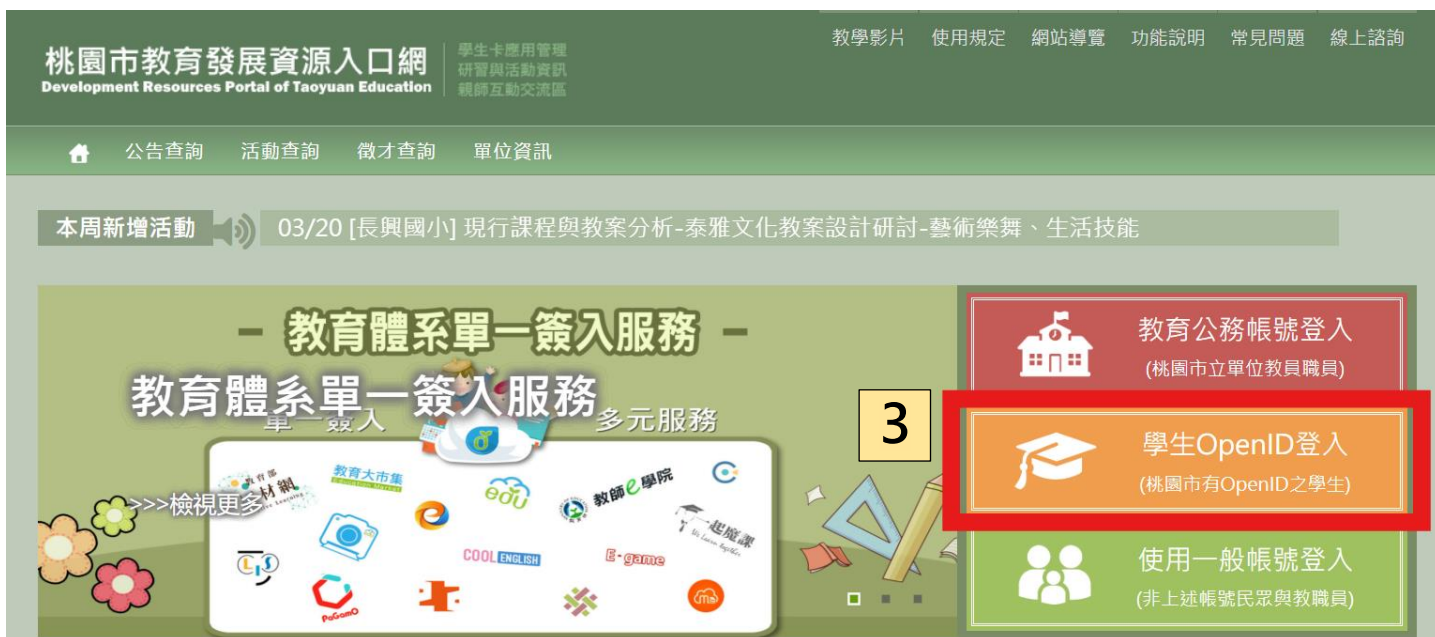 教學影片 使用規定 網站導覽 功能說明 常見問題 線上諮詢
桃園市教育發展資源入口網
Development Resources Portal of Taoyuan Education
學生卡應用管理
研習與活動資訊
親師互動交流區
公告查詢 活動查詢 徵才查詢 單位資訊
本周新增活動 03/20 [長興國小] 現行課程與教案分析-泰雅文化教案設計研討-藝術樂舞、生活技能
- 教育體系單一簽入服務 -
教育體系單一簽入服務
單一簽入 多元服務
>>>檢視更多
教育大市集
Education Market
edu
教師e學院
一起魔課
We Learn together
LIS
COOL ENGLISH
E-game
PaGamO
教育公務帳號登入
(桃園市立單位教員職員)
3
學生OpenID登入
(桃園市有OpenID之學生)
使用一般帳號登入
(非上述帳號民眾與教職員)